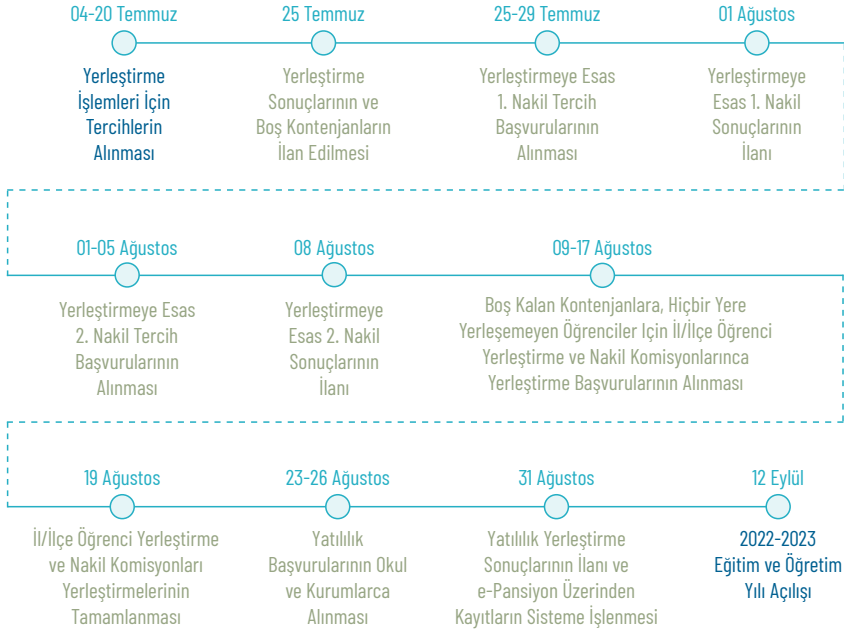 04-20 Temmuz
Yerleştirme
İşlemleri İçin
Tercihlerin
Alınması
25 Temmuz
Yerleştirme
Sonuçlarının ve
Boş Kontenjanların
İlan Edilmesi
25-29 Temmuz
Yerleştirmeye Esas
1. Nakil Tercih
Başvurularının
Alınması
01 Ağustos
Yerleştirmeye
Esas 1. Nakil
Sonuçlarının
İlanı
01-05 Ağustos
Yerleştirmeye Esas
2. Nakil Tercih
Başvurularının
Alınması
08 Ağustos
Yerleştirmeye
Esas 2. Nakil
Sonuçlarının
İlanı
09-17 Ağustos
Boş Kalan Kontenjanlara, Hiçbir Yere
Yerleşemeyen Öğrenciler Için İl/İlçe Öğrenci
Yerleştirme ve Nakil Komisyonlarınca
Yerleştirme Başvurularının Alınması
19 Ağustos
İl/İlçe Öğrenci Yerleştirme
ve Nakil Komisyonları
Yerleştirmelerinin
Tamamlanması
23-26 Ağustos
Yatılılık
Başvurularının Okul
ve Kurumlarca
Alınması
31 Ağustos
Yatılılık Yerleştirme
Sonuçlarının İlanı ve
e-Pansiyon Üzerinden
Kayıtların Sisteme İşlenmesi
12 Eylül
2022-2023
Eğitim ve Öğretim
Yılı Açılışı